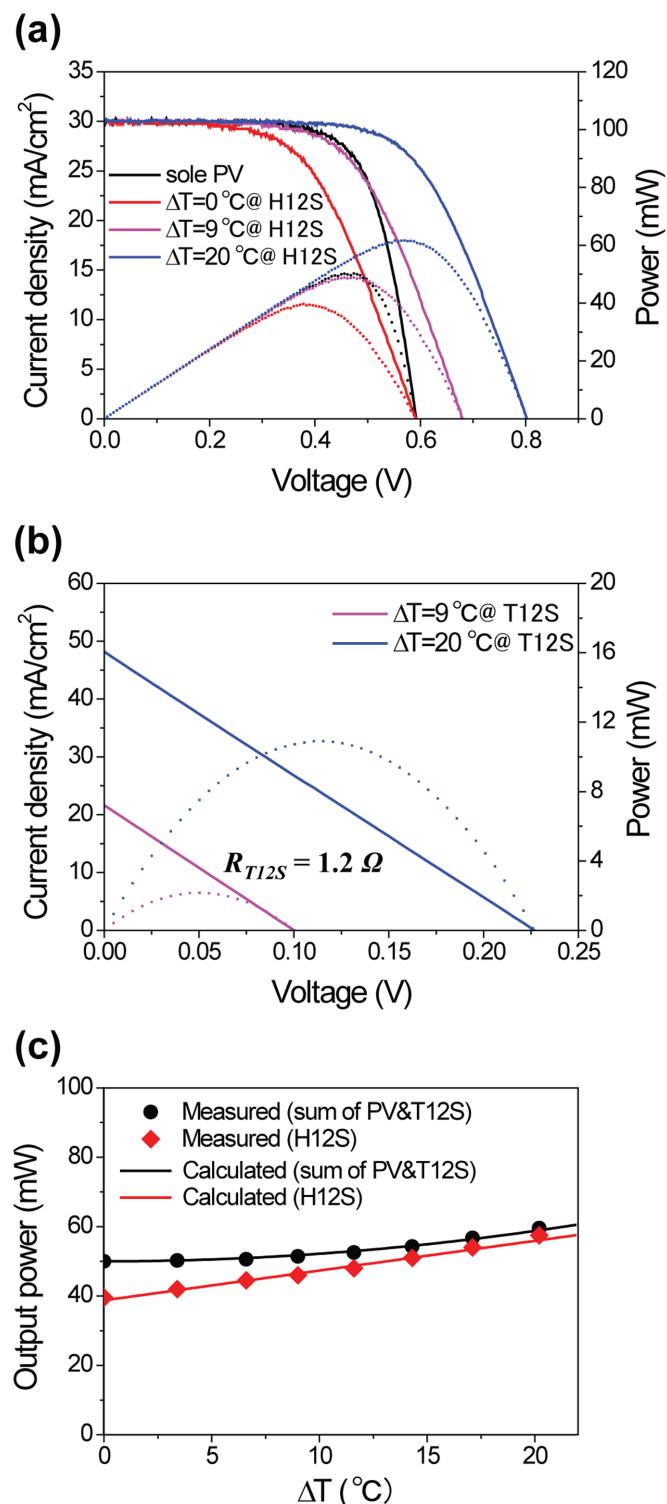 (a)
35
30
25
20
15
10
5
0
120
100
80
60
40
20
0
Current density (mA/cm²)
Power (mW)
sole PV
ΔT=0 °C@ H12S
ΔT=9 °C@ H12S
ΔT=20 °C@ H12S
0.0 0.2 0.4 0.6 0.8
Voltage (V)
(b)
60
50
40
30
20
10
0
20
16
12
8
4
0
Current density (mA/cm²)
Power (mW)
ΔT=9 °C@ T12S
ΔT=20 °C@ T12S
R_T12S = 1.2 Ω
0.00 0.05 0.10 0.15 0.20 0.25
Voltage (V)
(c)
100
80
60
40
20
0
Output power (mW)
Measured (sum of PV&T12S)
Measured (H12S)
Calculated (sum of PV&T12S)
Calculated (H12S)
0 5 10 15 20
ΔT (°C)